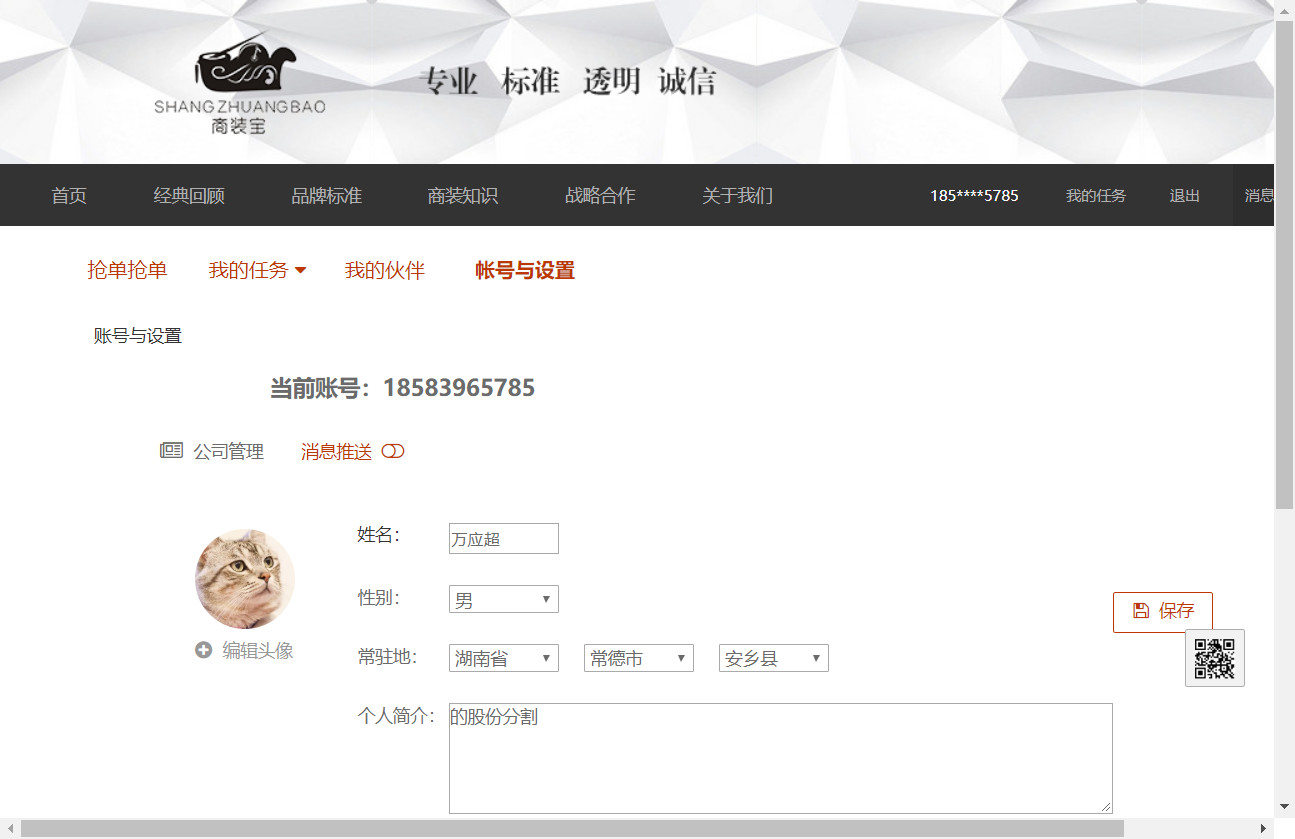 专业 标准 透明 诚信
SHANGZHUANGBAO
商装宝
首页 经典回顾 品牌标准 商装知识 战略合作 关于我们 185****5785 我的任务 退出 消息
抢单抢单 我的任务 我的伙伴 帐号与设置
账号与设置
当前账号：18583965785
公司管理 消息推送
姓名： 万应超
性别： 男
保存
编辑头像
常驻地： 湖南省 常德市 安乡县
个人简介： 的股份分割